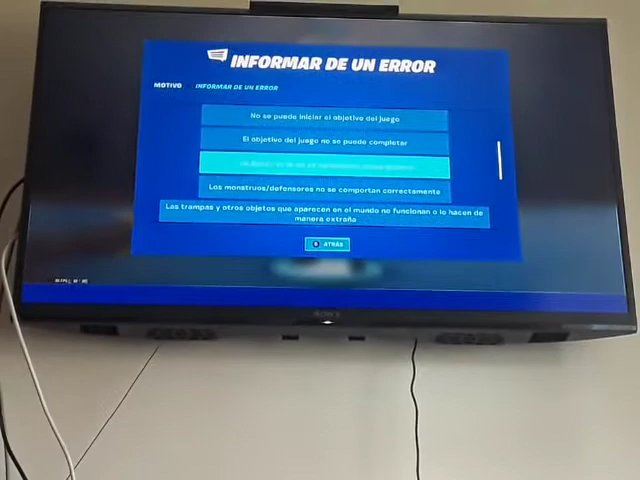 INFORMAR DE UN ERROR
MOTIVO INFORMAR DE UN ERROR
No se puede iniciar el objetivo del juego
El objetivo del juego no se puede completar
Los monstruos/defensores no se comportan correctamente
Las trampas y otros objetos que aparecen en el mundo no funcionan o lo hacen de
manera extraña
ATRÁS
SONY